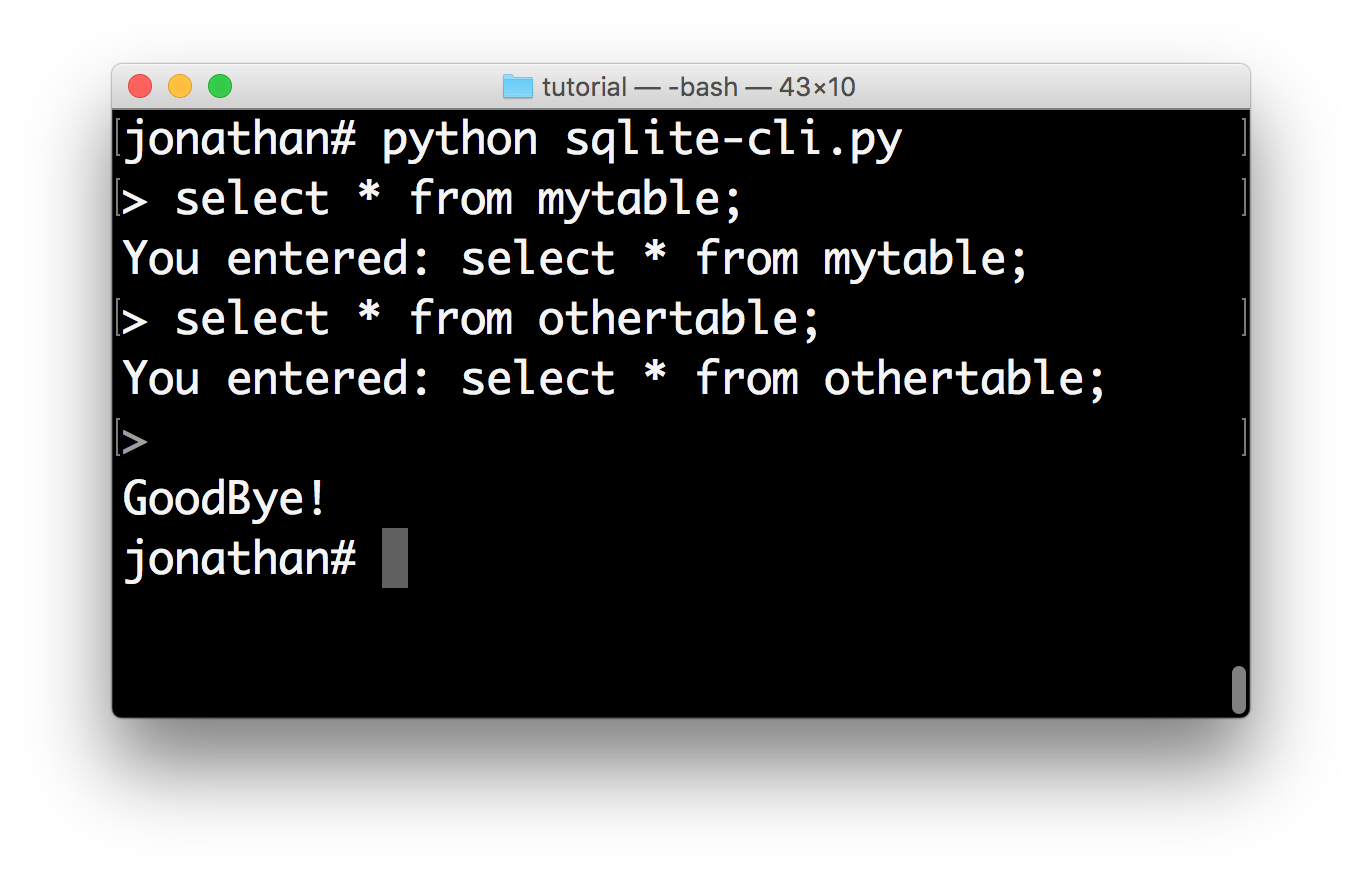 tutorial — -bash — 43×10
jonathan# python sqlite-cli.py
> select * from mytable;
You entered: select * from mytable;
> select * from othertable;
You entered: select * from othertable;
>
GoodBye!
jonathan#